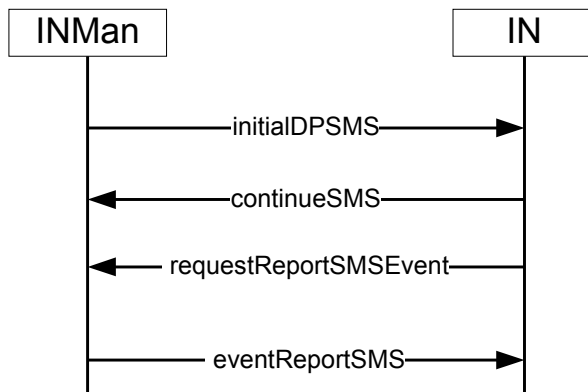 INMan
IN
initialDPSMS
continueSMS
requestReportSMSEvent
eventReportSMS